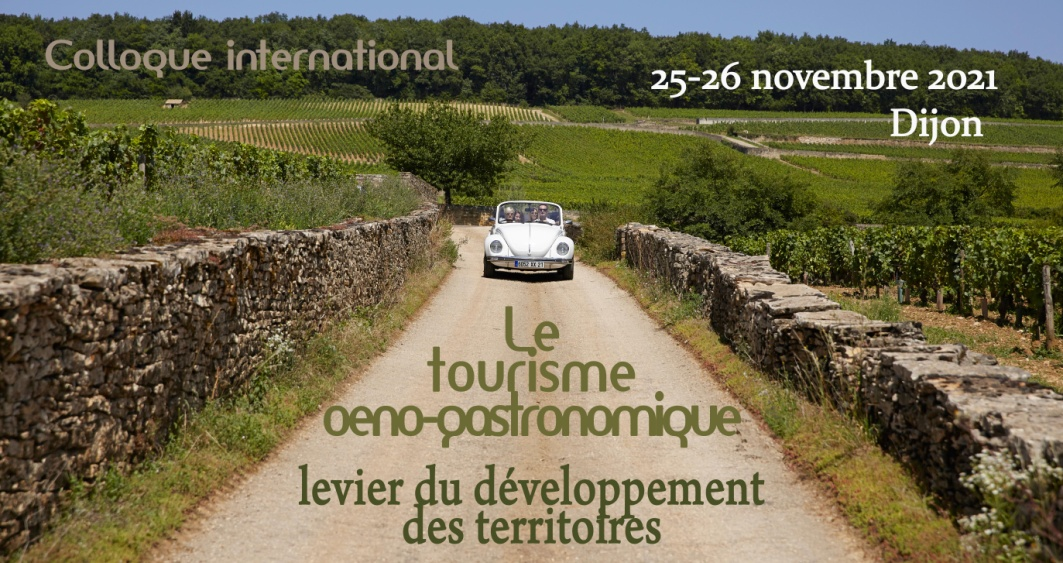 Colloque international
25-26 novembre 2021
Dijon
Le
tourisme
oeno-gastronomique
levier du développement
des territoires